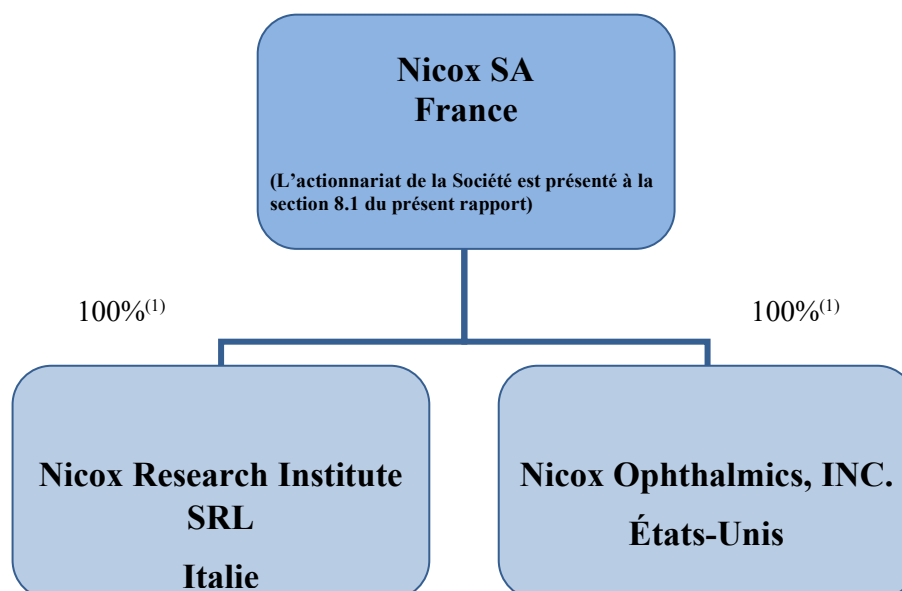 Nicox SA
France
(L'actionnariat de la Société est présenté à la
section 8.1 du présent rapport)
100%(1)
100%(1)
Nicox Research Institute
SRL
Italie
Nicox Ophthalmics, INC.
États-Unis